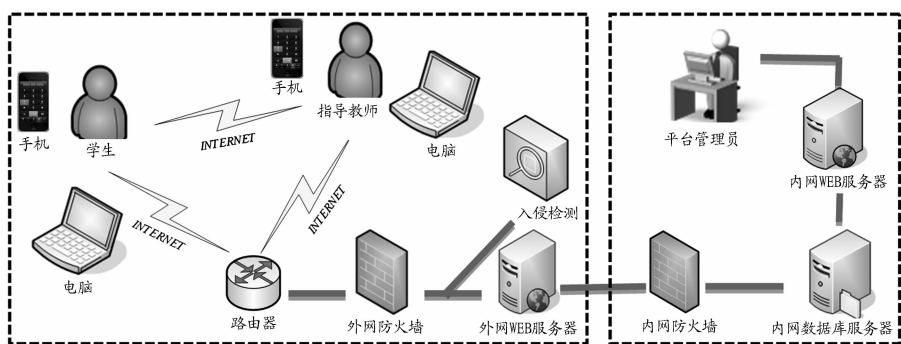 手机
学生
手机
指导教师
INTERNET
电脑
INTERNET
INTERNET
电脑
路由器
外网防火墙
入侵检测
外网WEB服务器
平台管理员
内网WEB服务器
内网防火墙
内网数据库服务器